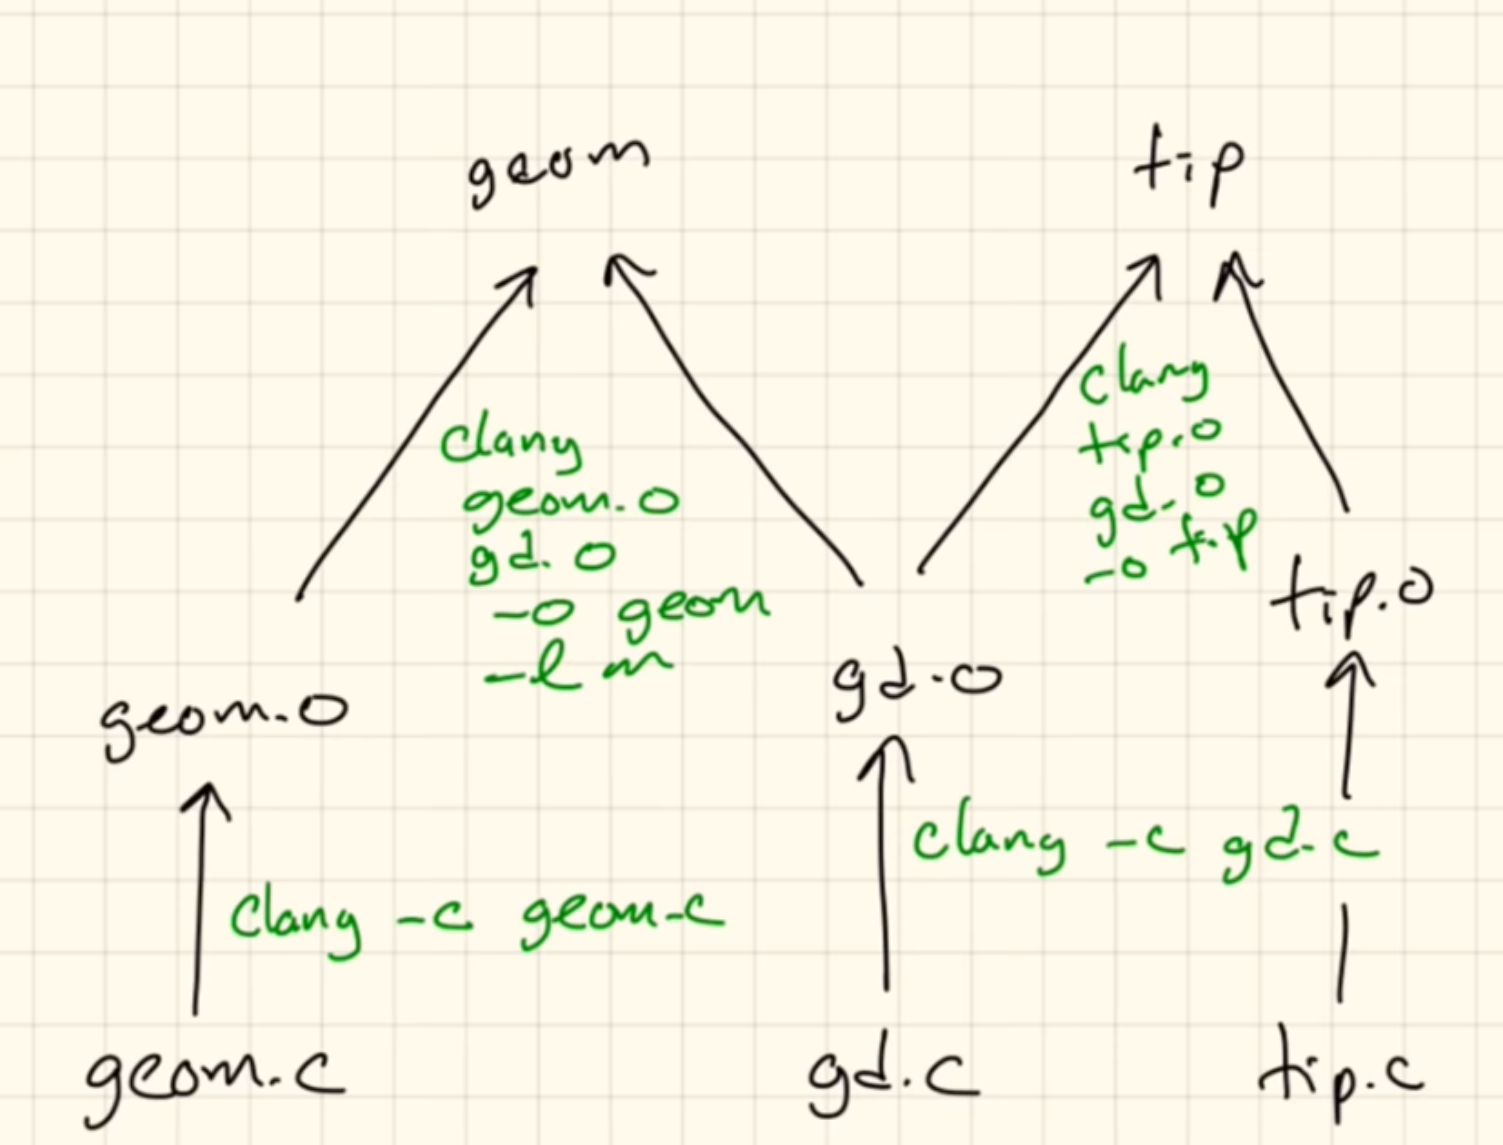 geom
tip
clang
geom.o
gd.o
-o geom
-l m
clang
tip.o
gd.o
-o tip
geom.o
gd.o
tip.o
clang -c geom.c
clang -c gd.c
geom.c
gd.c
tip.c